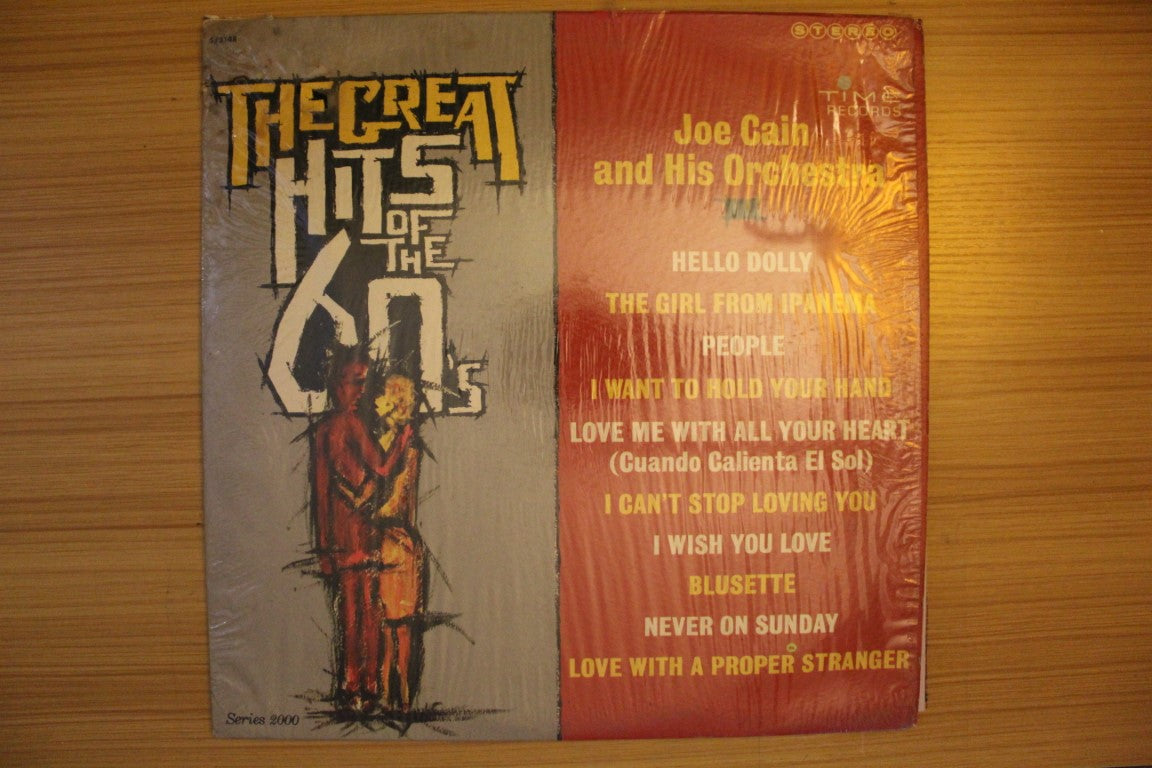 S/2148
THE GREAT
HITS
OF
THE
60's
Series 2000
STEREO
TIME
RECORDS
Joe Cain
and His Orchestra
HELLO DOLLY
THE GIRL FROM IPANEMA
PEOPLE
I WANT TO HOLD YOUR HAND
LOVE ME WITH ALL YOUR HEART
(Cuando Calienta El Sol)
I CAN'T STOP LOVING YOU
I WISH YOU LOVE
BLUSETTE
NEVER ON SUNDAY
LOVE WITH A PROPER STRANGER